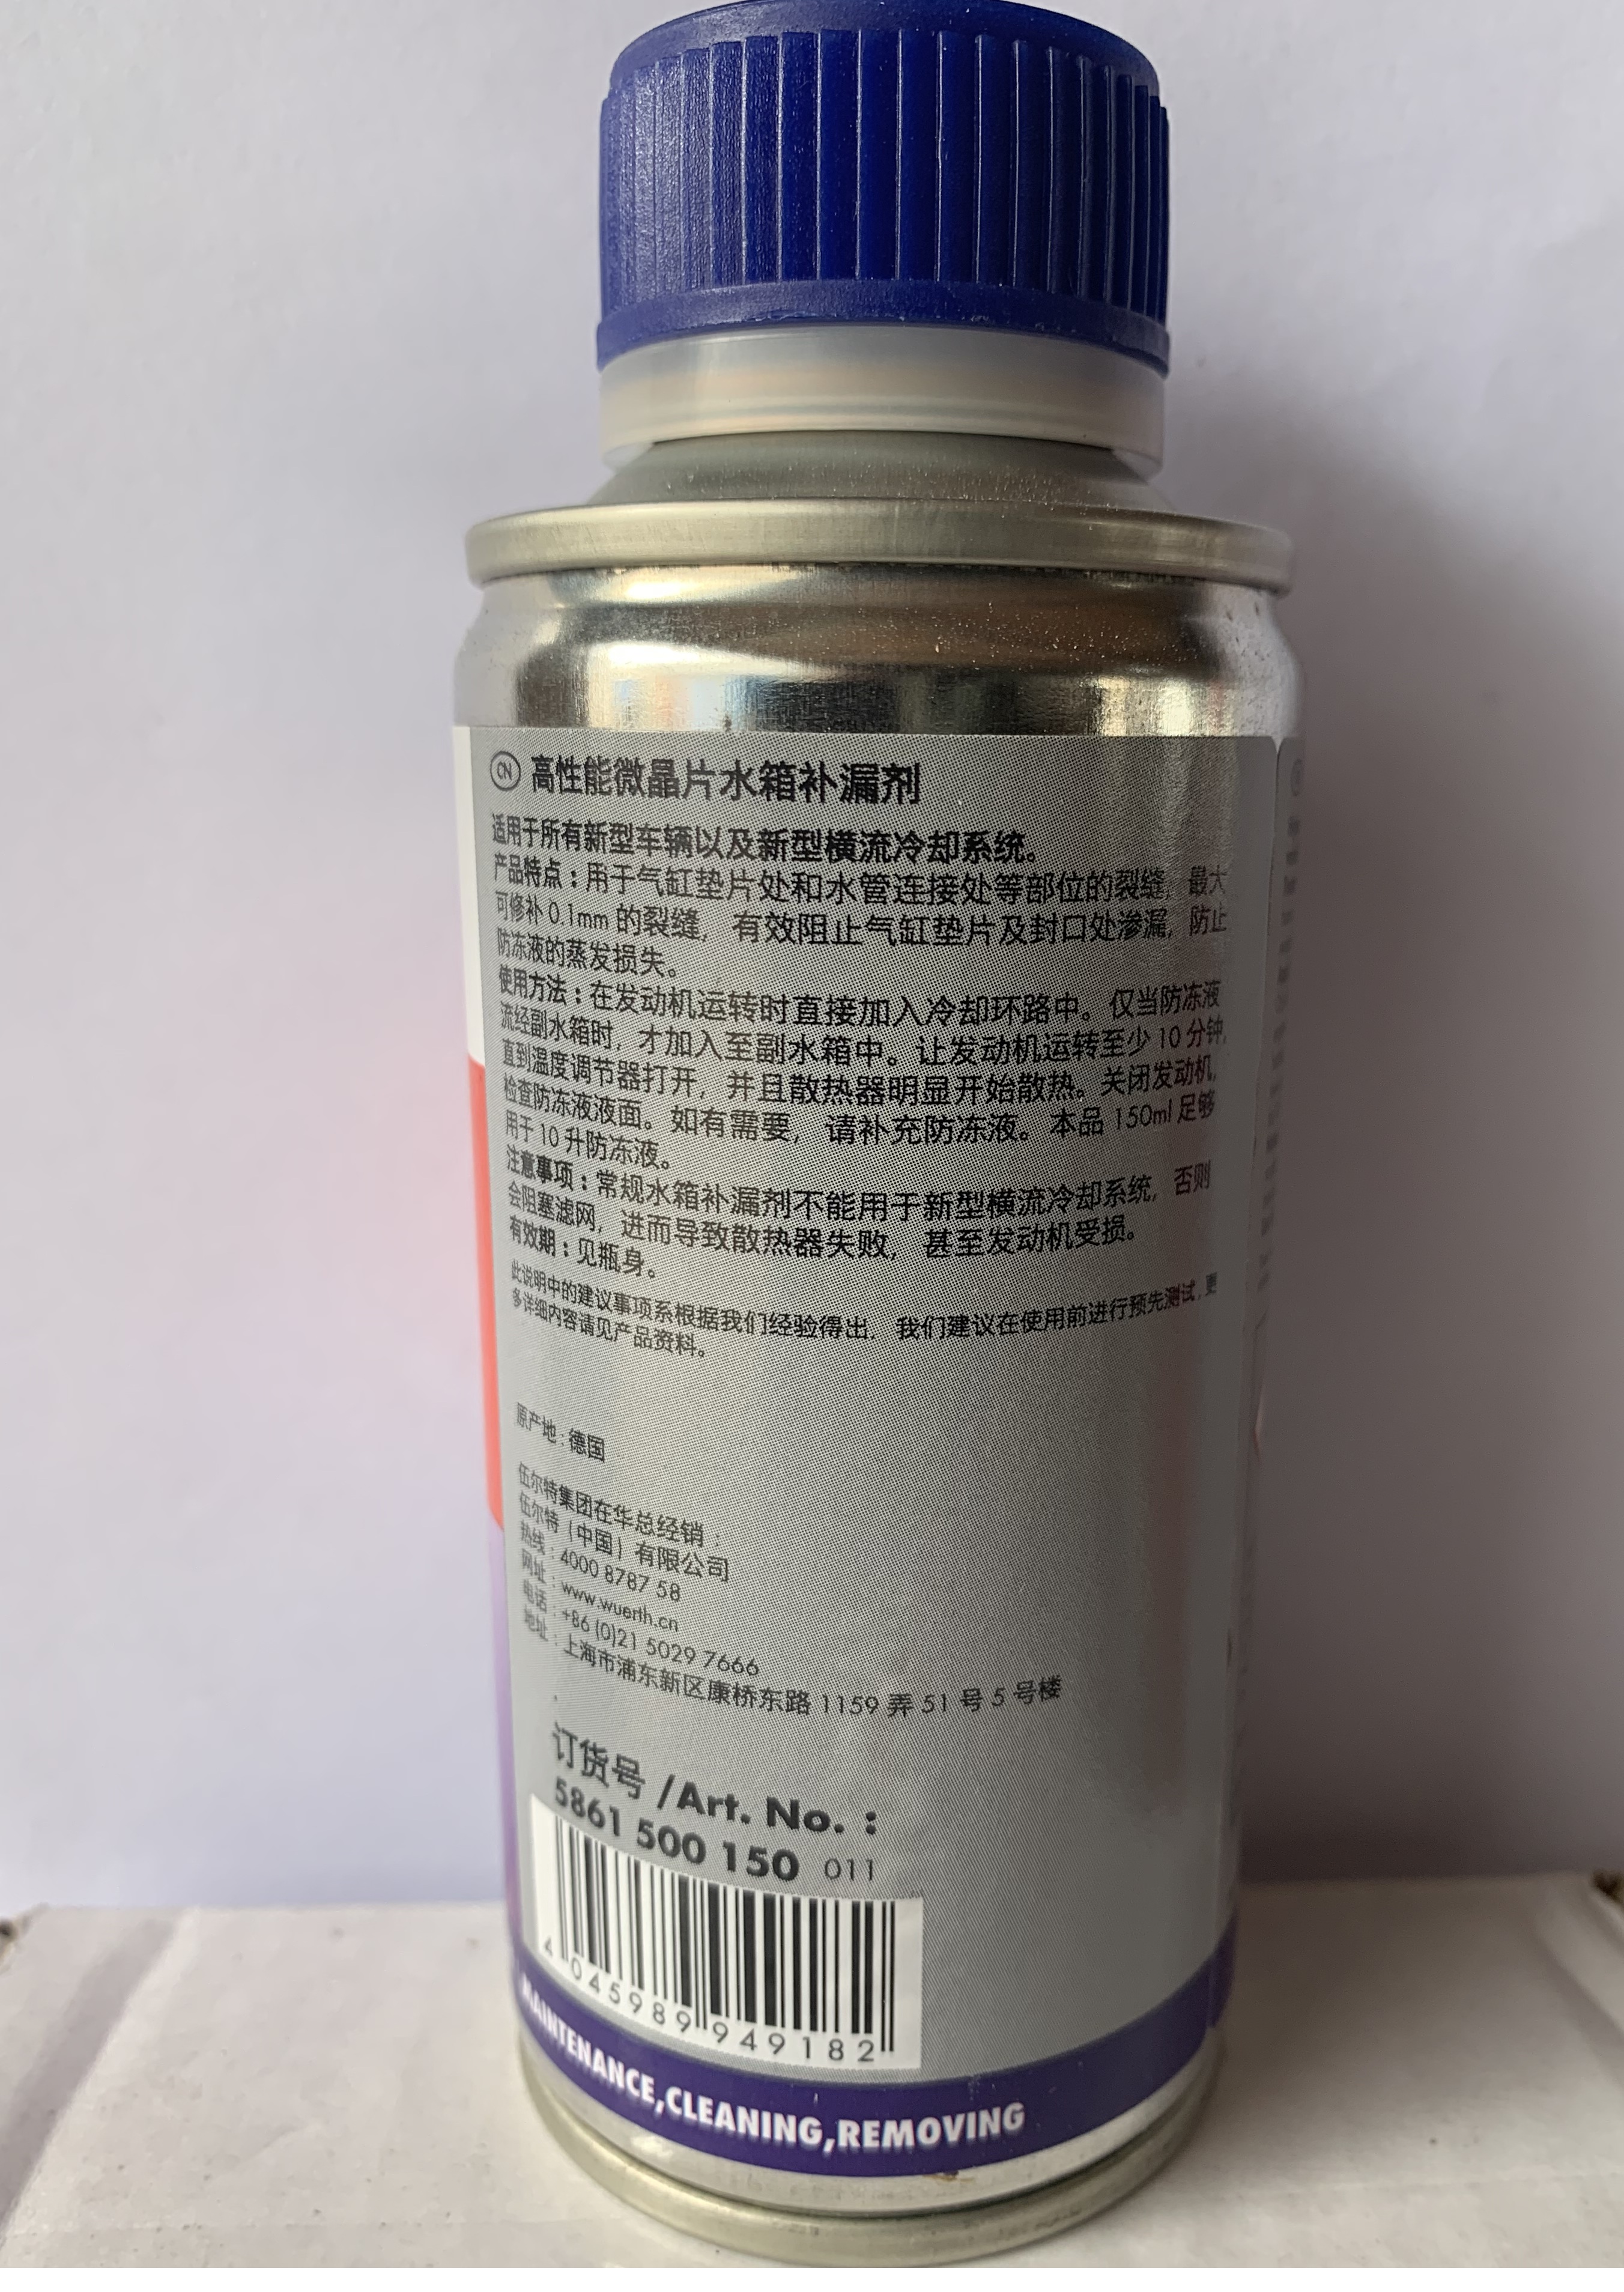 CN 高性能微晶片水箱补漏剂
适用于所有新型车辆以及新型横流冷却系统。
产品特点：用于气缸垫片处和水管连接处等部位的裂缝，最大
可修补 0.1mm 的裂缝，有效阻止气缸垫片及封口处渗漏，防止
防冻液的蒸发损失。
使用方法：在发动机运转时直接加入冷却环路中。仅当防冻液
流经副水箱时，才加入至副水箱中。让发动机运转至少 10 分钟，
直到温度调节器打开，并且散热器明显开始散热。关闭发动机，
检查防冻液液面。如有需要，请补充防冻液。本品 150ml 足够
用于 10 升防冻液。
注意事项：常规水箱补漏剂不能用于新型横流冷却系统，否则
会阻塞滤网，进而导致散热器失败，甚至发动机受损。
有效期：见瓶身。
此说明中的建议事项系根据我们经验得出，我们建议在使用前进行预先测试，更
多详细内容请见产品资料。
原产地：德国
伍尔特集团在华总经销：
伍尔特（中国）有限公司
热线：4000 8787 58
网址：www.wuerth.cn
电话：+86 (0)21 5029 7666
地址：上海市浦东新区康桥东路 1159 弄 51 号 5 号楼
订货号 /Art. No. :
5861 500 150 011
4 045989 949182
MAINTENANCE,CLEANING,REMOVING